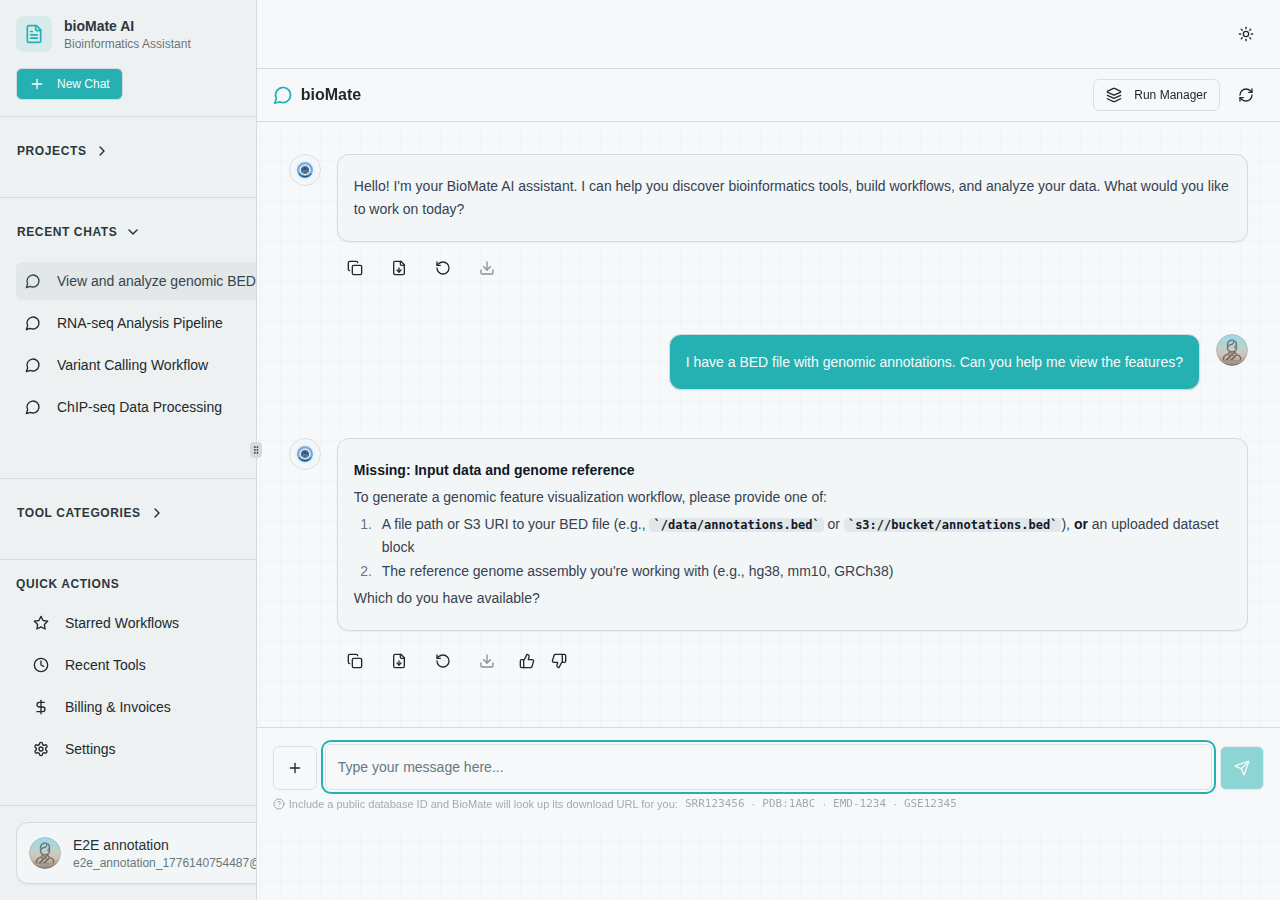 bioMate AI
Bioinformatics Assistant
New Chat
PROJECTS
RECENT CHATS
View and analyze genomic BED
RNA-seq Analysis Pipeline
Variant Calling Workflow
ChIP-seq Data Processing
TOOL CATEGORIES
QUICK ACTIONS
Starred Workflows
Recent Tools
Billing & Invoices
Settings
E2E annotation
e2e_annotation_1776140754487@
bioMate
Run Manager
Hello! I'm your BioMate AI assistant. I can help you discover bioinformatics tools, build workflows, and analyze your data. What would you like
to work on today?
I have a BED file with genomic annotations. Can you help me view the features?
Missing: Input data and genome reference
To generate a genomic feature visualization workflow, please provide one of:
1. A file path or S3 URI to your BED file (e.g., `/data/annotations.bed` or `s3://bucket/annotations.bed`), or an uploaded dataset
block
2. The reference genome assembly you're working with (e.g., hg38, mm10, GRCh38)
Which do you have available?
Type your message here...
Include a public database ID and BioMate will look up its download URL for you: SRR123456 · PDB:1ABC · EMD-1234 · GSE12345